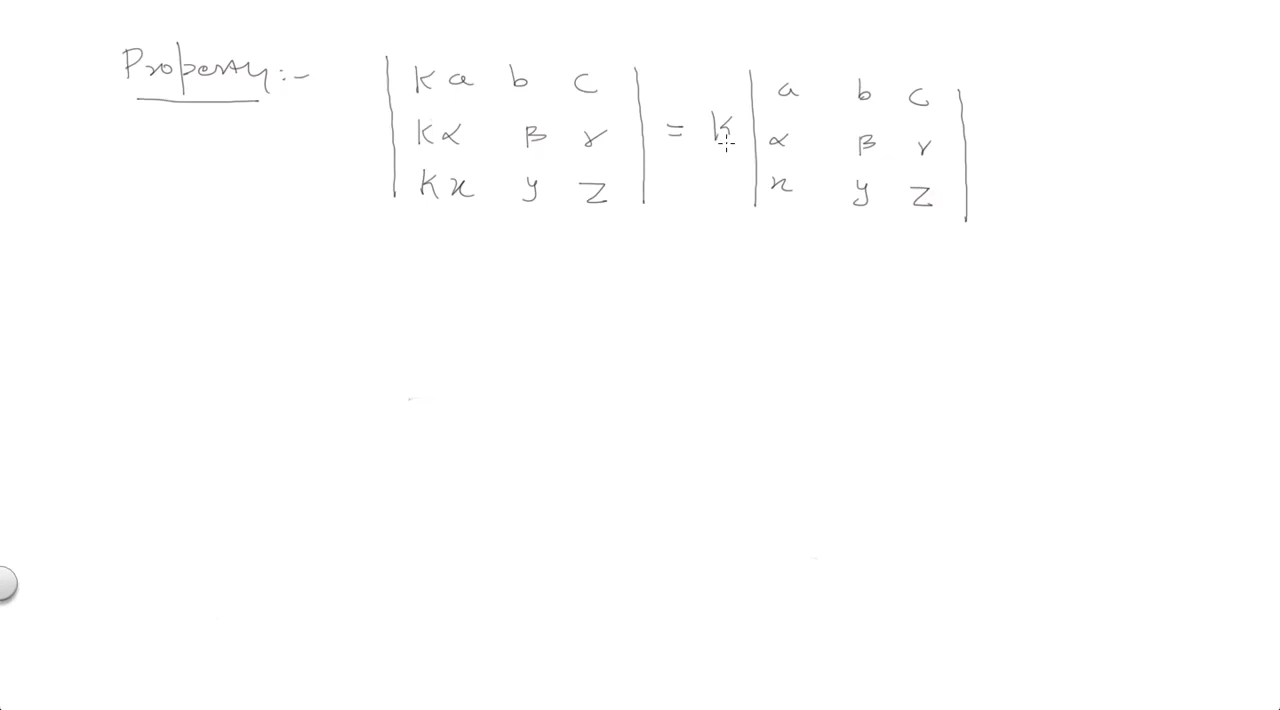 Property:-
| ka b c | = k | a b c |
| kα β γ | | α β γ |
| kx y z | | x y z |